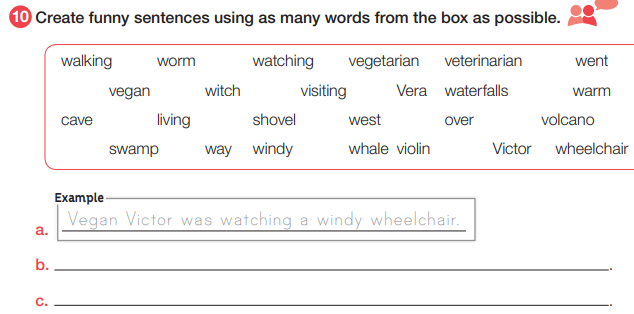 10 Create funny sentences using as many words from the box as possible.
walking worm watching vegetarian veterinarian went
vegan witch visiting Vera waterfalls warm
cave living shovel west over volcano
swamp way windy whale violin Victor wheelchair
Example
a. Vegan Victor was watching a windy wheelchair.
b. .
c. .